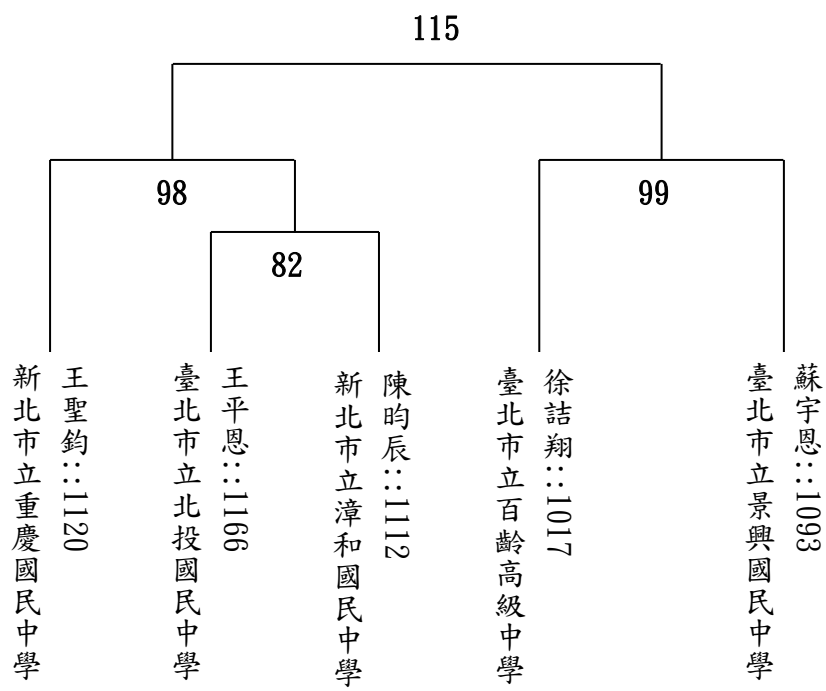 115
98
99
82
新北市立重慶國民中學
王聖鈞::1120
臺北市立北投國民中學
王平恩::1166
新北市立漳和國民中學
陳昀辰::1112
臺北市立百齡高級中學
徐詰翔::1017
臺北市立景興國民中學
蘇宇恩::1093